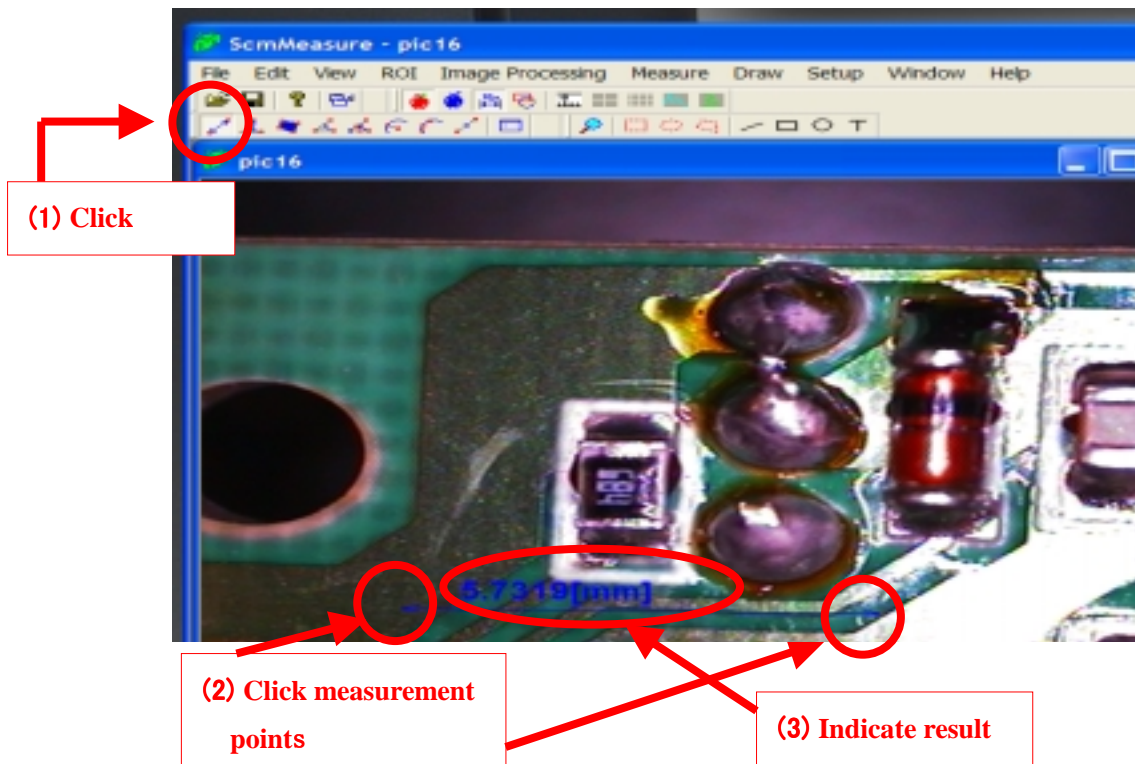 ScmMeasure - pic16
File Edit View ROI Image Processing Measure Draw Setup Window Help
T
pic16
(1) Click
5.7319[mm]
(2) Click measurement
points
(3) Indicate result